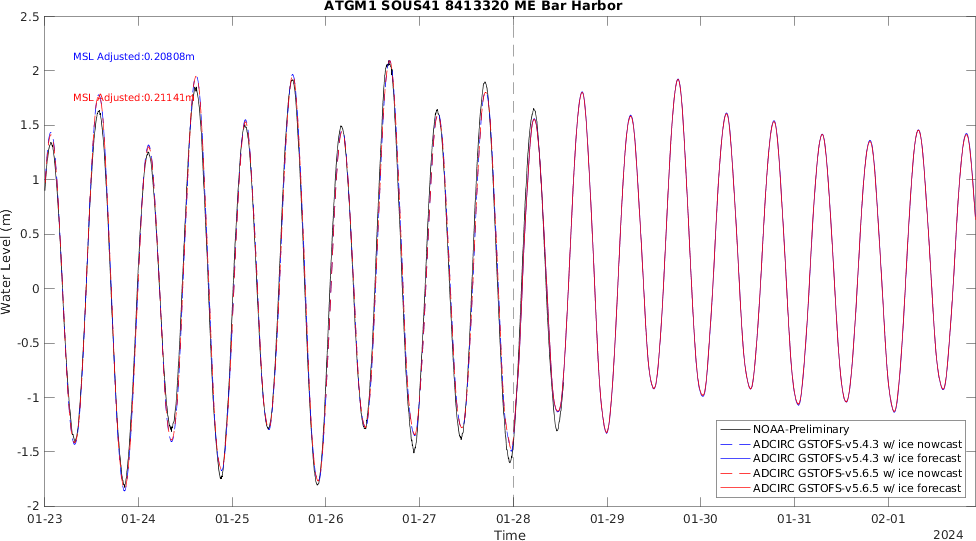 ATGM1 SOUS41 8413320 ME Bar Harbor
2.5
MSL Adjusted:0.20808m
2
MSL Adjusted:0.21141m
1.5
1
0.5
Water Level (m)
0
-0.5
-1
-1.5
-2
NOAA-Preliminary
ADCIRC GSTOFS-v5.4.3 w/ ice nowcast
ADCIRC GSTOFS-v5.4.3 w/ ice forecast
ADCIRC GSTOFS-v5.6.5 w/ ice nowcast
ADCIRC GSTOFS-v5.6.5 w/ ice forecast
01-23 01-24 01-25 01-26 01-27 01-28 01-29 01-30 01-31 02-01
Time
2024